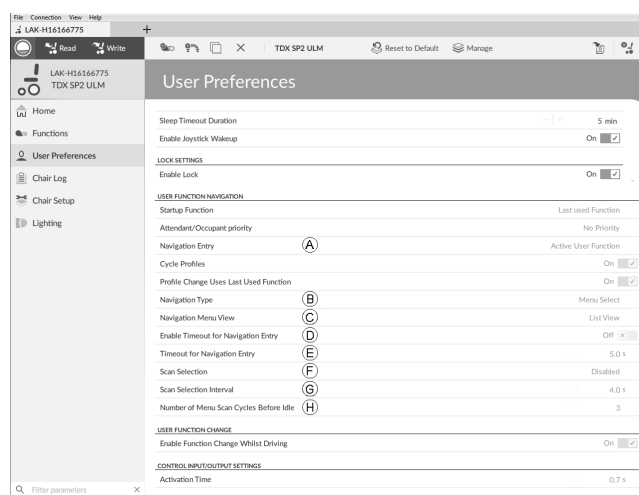 File Connection View Help
LAK-H16166775 +
Read Write TDX SP2 ULM Reset to Default Manage
LAK-H16166775
TDX SP2 ULM
User Preferences
Home
Functions
User Preferences
Chair Log
Chair Setup
Lighting
Sleep Timeout Duration 5 min
Enable Joystick Wakeup On
LOCK SETTINGS
Enable Lock On
USER FUNCTION NAVIGATION
Startup Function Last used Function
Attendant/Occupant priority No Priority
Navigation Entry A Active User Function
Cycle Profiles On
Profile Change Uses Last Used Function On
Navigation Type B Menu Select
Navigation Menu View C List View
Enable Timeout for Navigation Entry D Off
Timeout for Navigation Entry E 5.0 s
Scan Selection F Disabled
Scan Selection Interval G 4.0 s
Number of Menu Scan Cycles Before Idle H 3
USER FUNCTION CHANGE
Enable Function Change Whilst Driving On
CONTROL INPUT/OUTPUT SETTINGS
Activation Time 0.7 s
Filter parameters